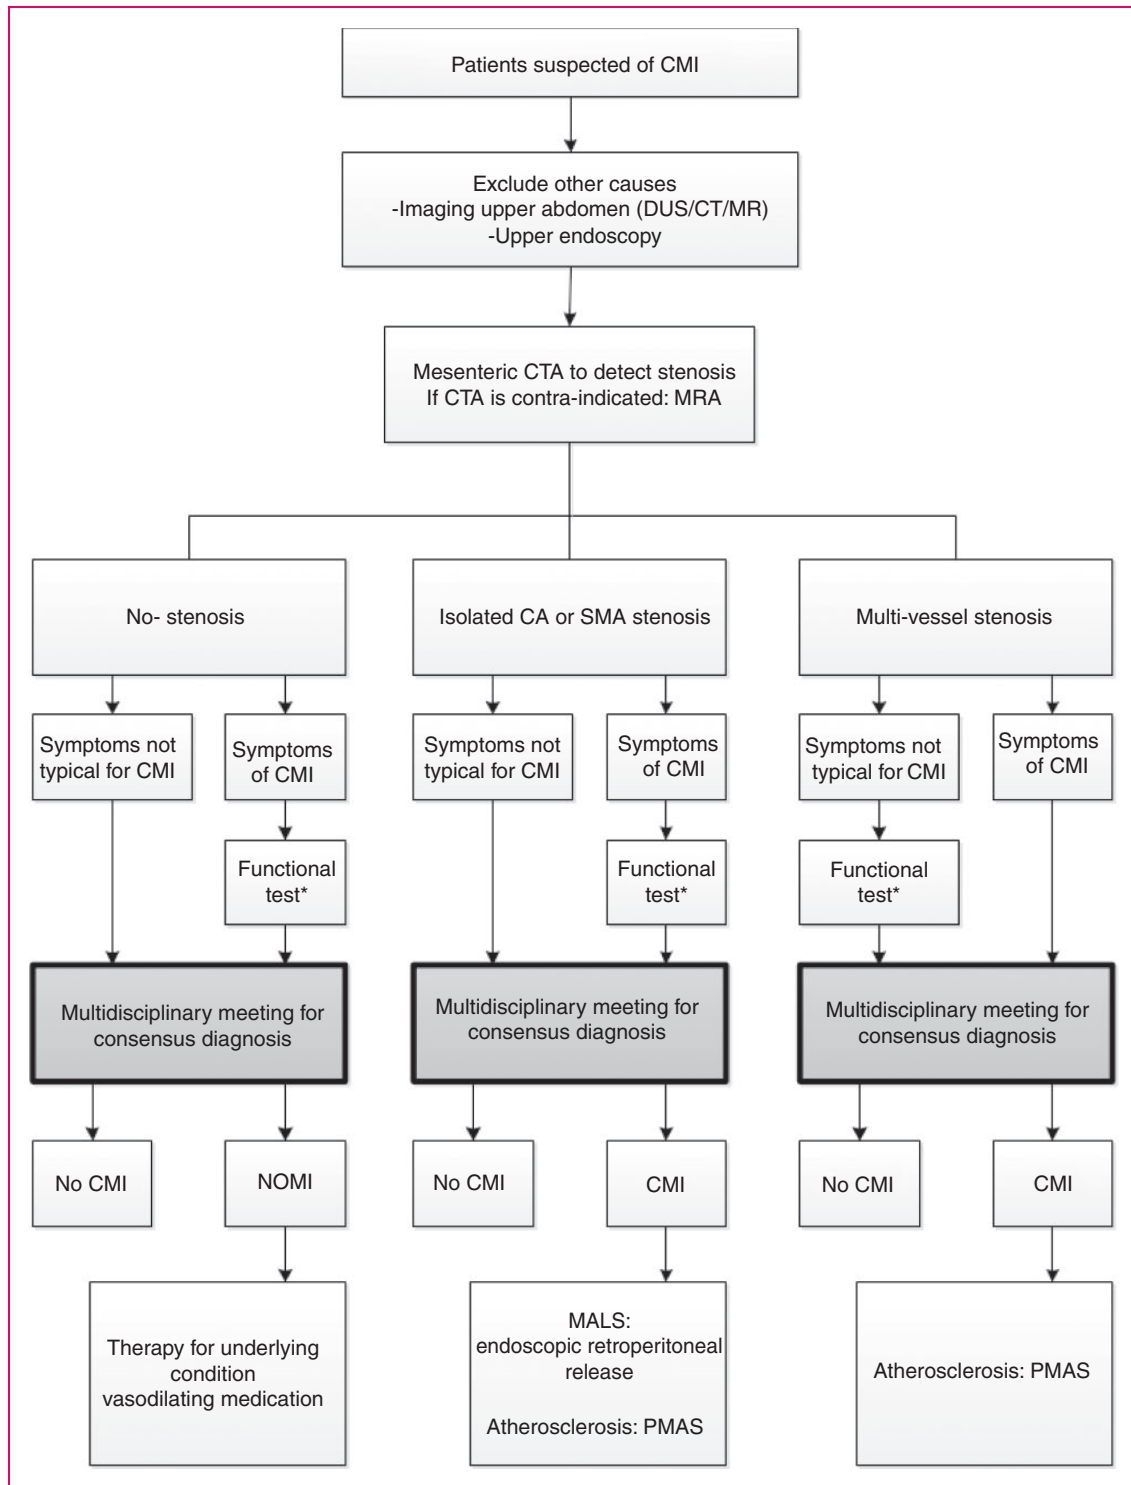 Patients suspected of CMI
Exclude other causes
-Imaging upper abdomen (DUS/CT/MR)
-Upper endoscopy
Mesenteric CTA to detect stenosis
If CTA is contra-indicated: MRA
No- stenosis
Isolated CA or SMA stenosis
Multi-vessel stenosis
Symptoms not
typical for CMI
Symptoms
of CMI
Symptoms not
typical for CMI
Symptoms
of CMI
Symptoms not
typical for CMI
Symptoms
of CMI
Functional
test*
Functional
test*
Functional
test*
Multidisciplinary meeting for
consensus diagnosis
Multidisciplinary meeting for
consensus diagnosis
Multidisciplinary meeting for
consensus diagnosis
No CMI
NOMI
No CMI
CMI
No CMI
CMI
Therapy for underlying
condition
vasodilating medication
MALS:
endoscopic retroperitoneal
release
Atherosclerosis: PMAS
Atherosclerosis: PMAS